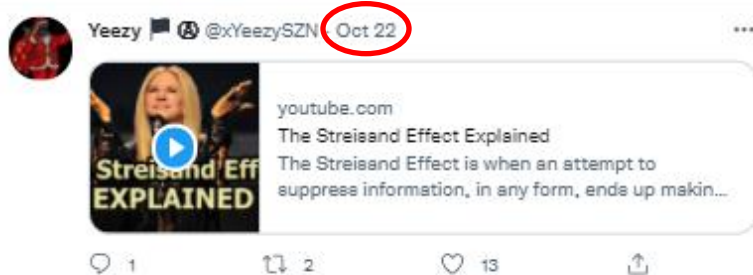 Yeezy 🏴 Ⓐ @xYeezySZN · Oct 22
youtube.com
The Streisand Effect Explained
The Streisand Effect is when an attempt to
suppress information, in any form, ends up makin...
Streisand Eff
EXPLAINED
1 2 13